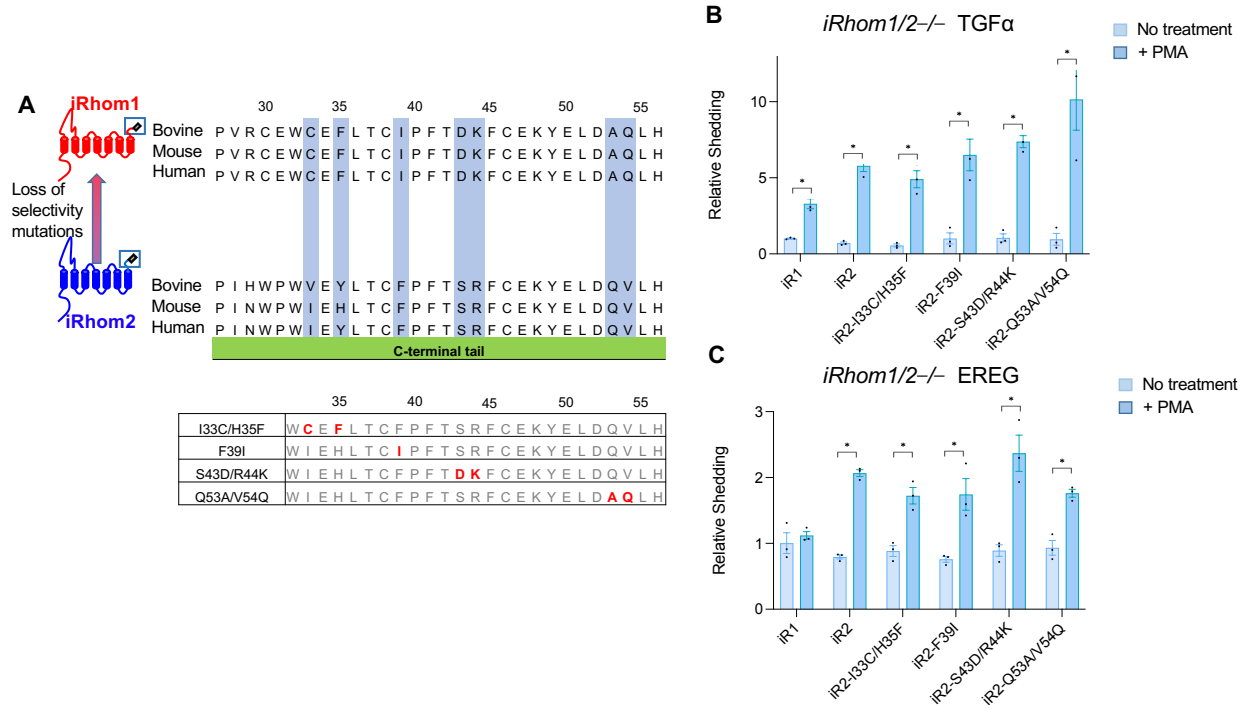 A
iRhom1
Loss of
selectivity
mutations
iRhom2
30 35 40 45 50 55
Bovine P V R C E W C E F L T C I P F T D K F C E K Y E L D A Q L H
Mouse P V R C E W C E F L T C I P F T D K F C E K Y E L D A Q L H
Human P V R C E W C E F L T C I P F T D K F C E K Y E L D A Q L H
Bovine P I H W P W V E Y L T C F P F T S R F C E K Y E L D Q V L H
Mouse P I N W P W I E H L T C F P F T S R F C E K Y E L D Q V L H
Human P I N W P W I E Y L T C F P F T S R F C E K Y E L D Q V L H
C-terminal tail
35 40 45 50 55
I33C/H35F W C E F L T C F P F T S R F C E K Y E L D Q V L H
F39I W I E H L T C I P F T S R F C E K Y E L D Q V L H
S43D/R44K W I E H L T C F P F T D K F C E K Y E L D Q V L H
Q53A/V54Q W I E H L T C F P F T S R F C E K Y E L D A Q L H
B
iRhom1/2–/– TGFα
No treatment
+ PMA
Relative Shedding
10
5
0
* * * * * *
iR1
iR2
iR2-I33C/H35F
iR2-F39I
iR2-S43D/R44K
iR2-Q53A/V54Q
C
iRhom1/2–/– EREG
No treatment
+ PMA
Relative Shedding
3
2
1
0
* * * * *
iR1
iR2
iR2-I33C/H35F
iR2-F39I
iR2-S43D/R44K
iR2-Q53A/V54Q